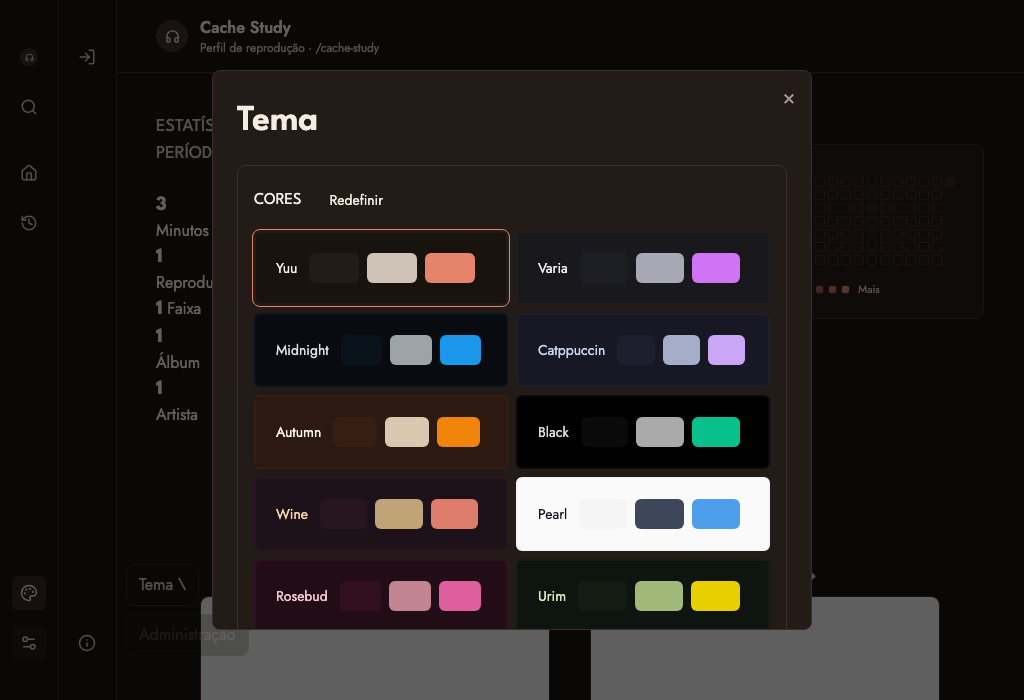 Cache Study
Perfil de reprodução · /cache-study
Tema
CORES
Redefinir
Yuu
Varia
Midnight
Catppuccin
Autumn
Black
Wine
Pearl
Rosebud
Urim
ESTATÍS
PERÍOD
3
Minutos
1
Reprodu
1 Faixa
1
Álbum
1
Artista
Mais
Tema \
Administração